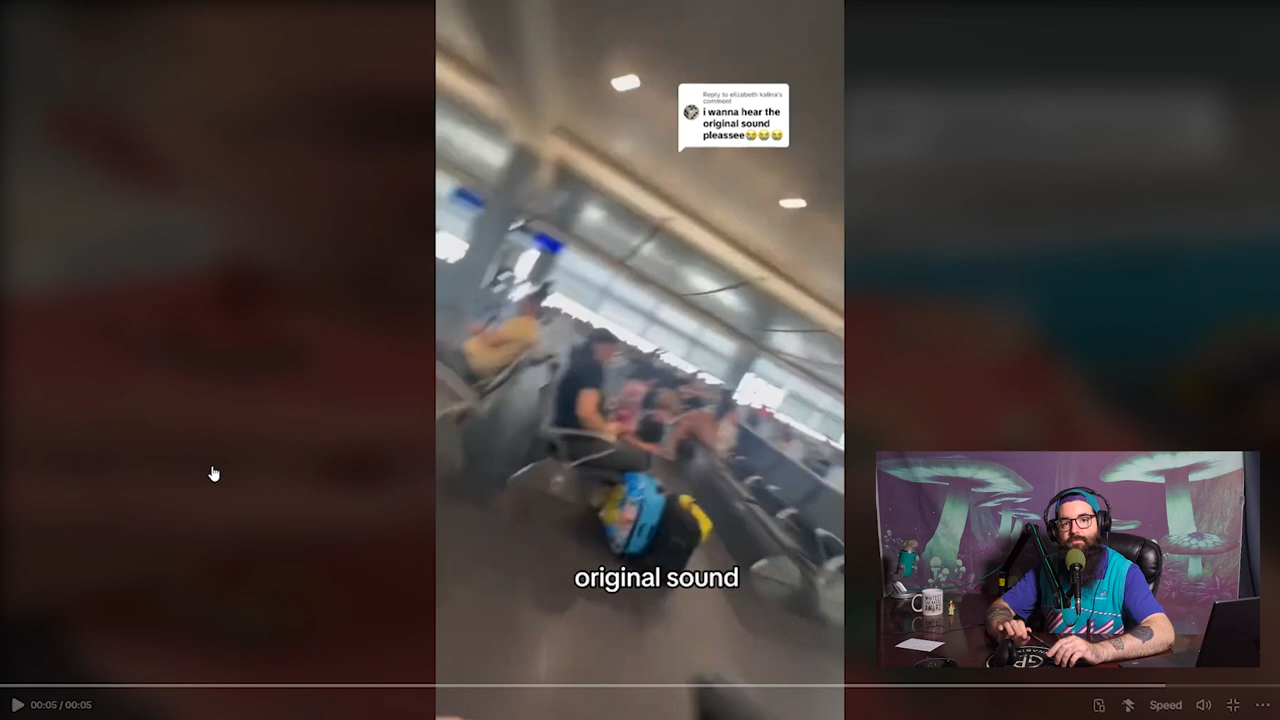 Reply to elizabeth kalina's
comment
i wanna hear the
original sound
pleassee😂😂😂
original sound
00:05 / 00:05
Speed